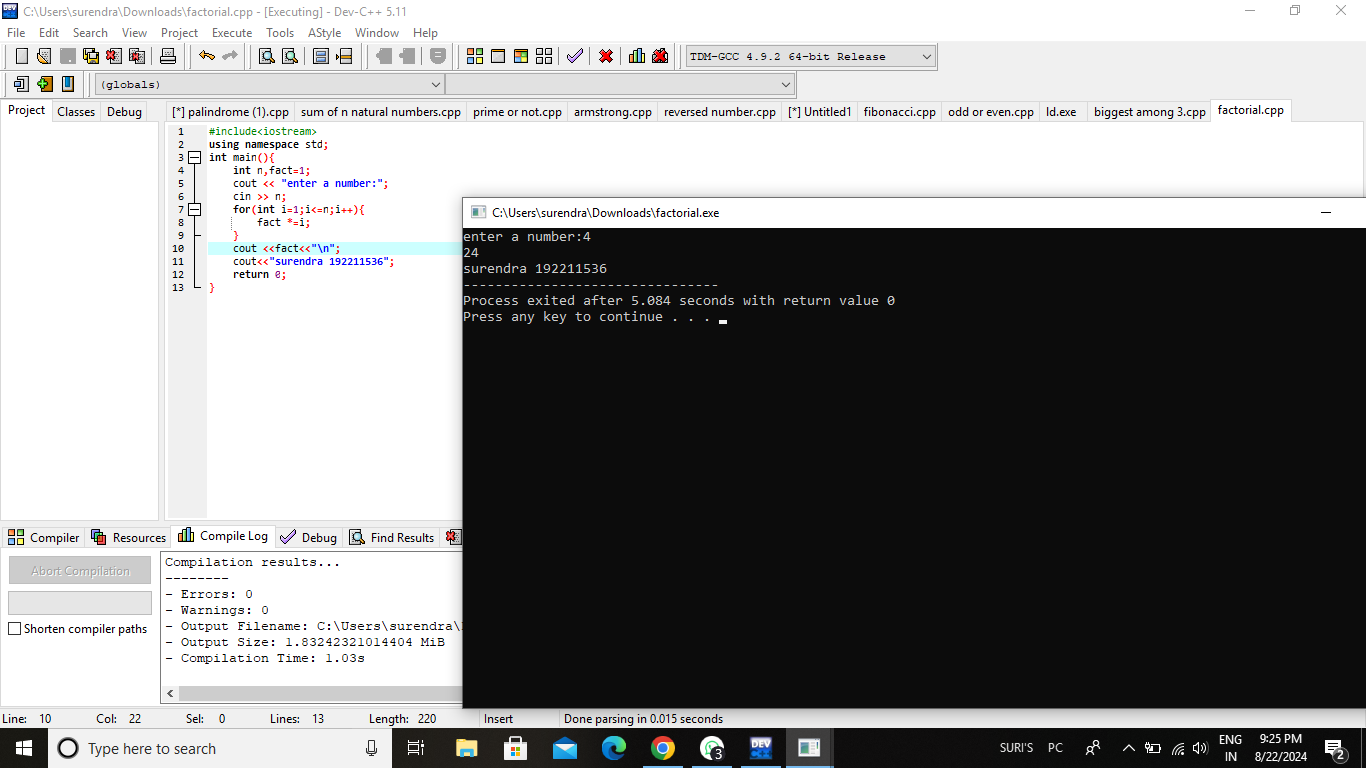 C:\Users\surendra\Downloads\factorial.cpp - [Executing] - Dev-C++ 5.11
File Edit Search View Project Execute Tools AStyle Window Help
TDM-GCC 4.9.2 64-bit Release
(globals)
Project Classes Debug
[*] palindrome (1).cpp sum of n natural numbers.cpp prime or not.cpp armstrong.cpp reversed number.cpp [*] Untitled1 fibonacci.cpp odd or even.cpp ld.exe biggest among 3.cpp factorial.cpp
1 #include<iostream>
2 using namespace std;
3 int main(){
4 int n,fact=1;
5 cout << "enter a number:";
6 cin >> n;
7 for(int i=1;i<=n;i++){
8 fact *=i;
9 }
10 cout <<fact<<"\n";
11 cout<<"surendra 192211536";
12 return 0;
13 }
C:\Users\surendra\Downloads\factorial.exe
enter a number:4
24
surendra 192211536
--------------------------------
Process exited after 5.084 seconds with return value 0
Press any key to continue . . .
Compiler Resources Compile Log Debug Find Results
Abort Compilation
Shorten compiler paths
Compilation results...
--------
- Errors: 0
- Warnings: 0
- Output Filename: C:\Users\surendra\
- Output Size: 1.83242321014404 MiB
- Compilation Time: 1.03s
Line: 10 Col: 22 Sel: 0 Lines: 13 Length: 220 Insert Done parsing in 0.015 seconds
Type here to search
DEV
3
SURI'S PC
ENG
IN
9:25 PM
8/22/2024
2